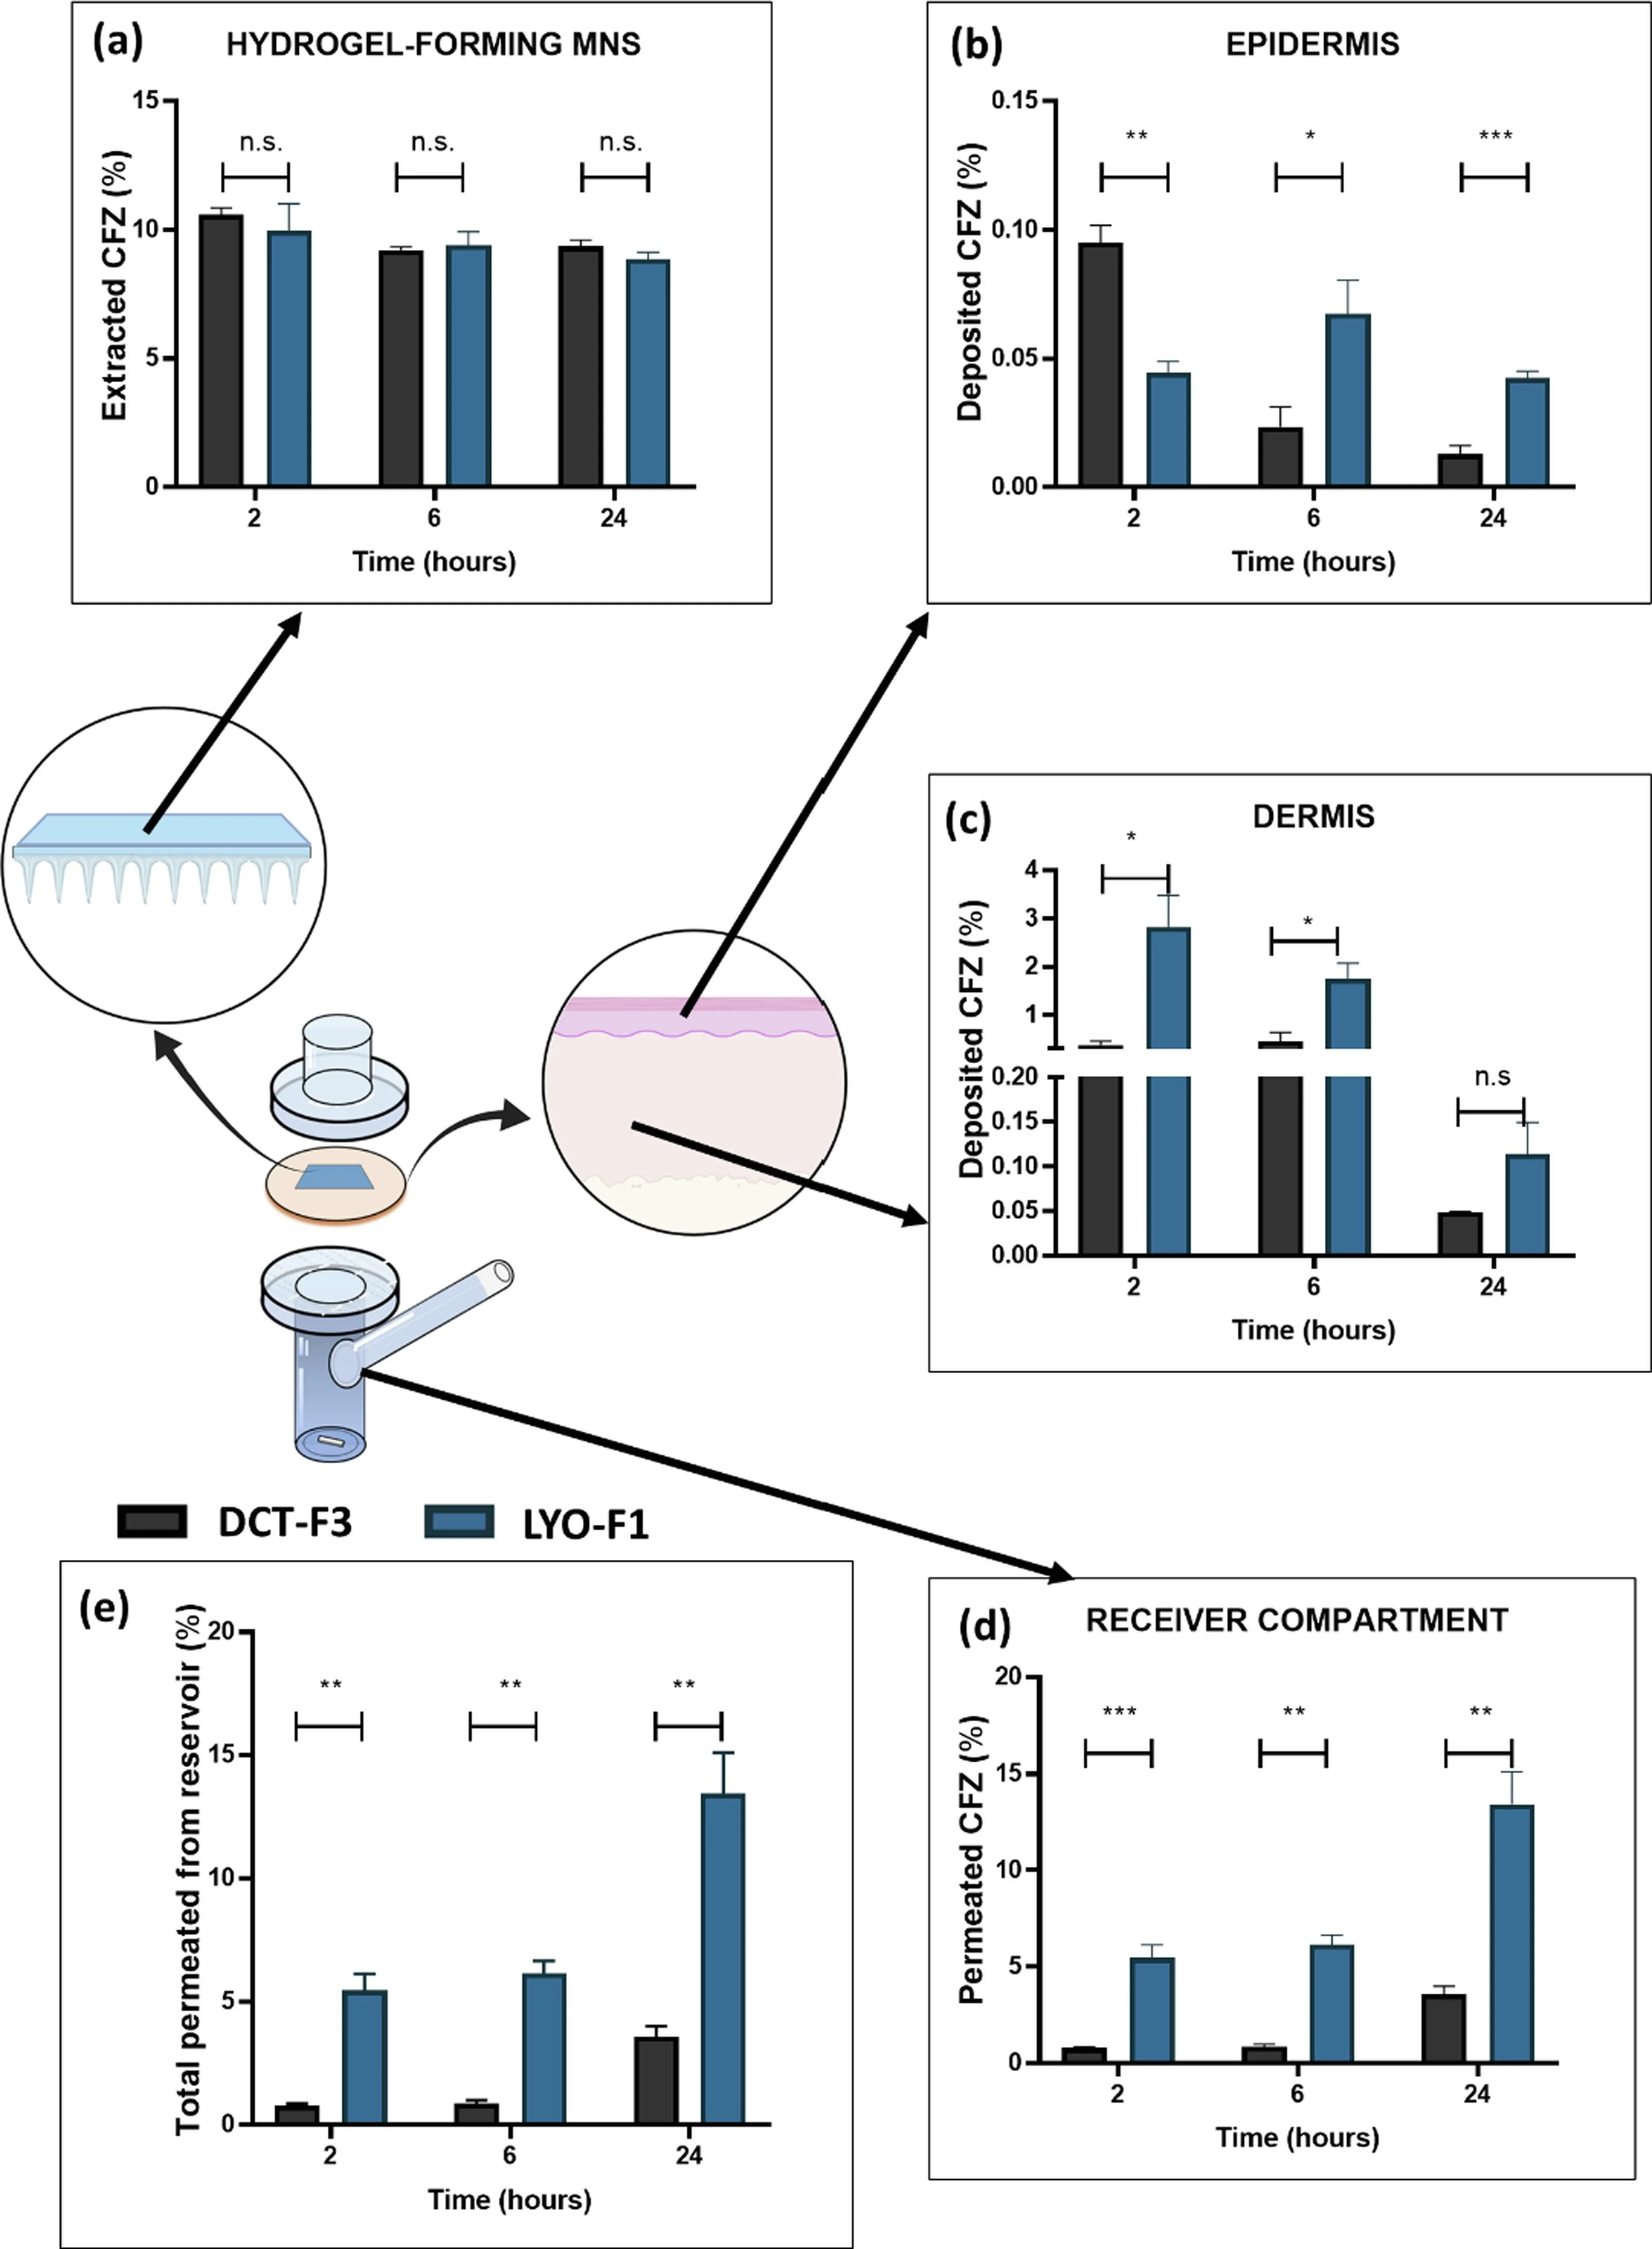 (a) HYDROGEL-FORMING MNS
Extracted CFZ (%)
15
10
5
0
n.s.
n.s.
n.s.
2
6
24
Time (hours)
(b) EPIDERMIS
Deposited CFZ (%)
0.15
0.10
0.05
0.00
**
*
***
2
6
24
Time (hours)
(c) DERMIS
Deposited CFZ (%)
Deposited CFZ (%)
4
3
2
1
0.20
0.15
0.10
0.05
0.00
*
*
n.s
2
6
24
Time (hours)
DCT-F3
LYO-F1
(e)
Total permeated from reservoir (%)
20
15
10
5
0
**
**
**
2
6
24
Time (hours)
(d) RECEIVER COMPARTMENT
Permeated CFZ (%)
20
15
10
5
0
***
**
**
2
6
24
Time (hours)